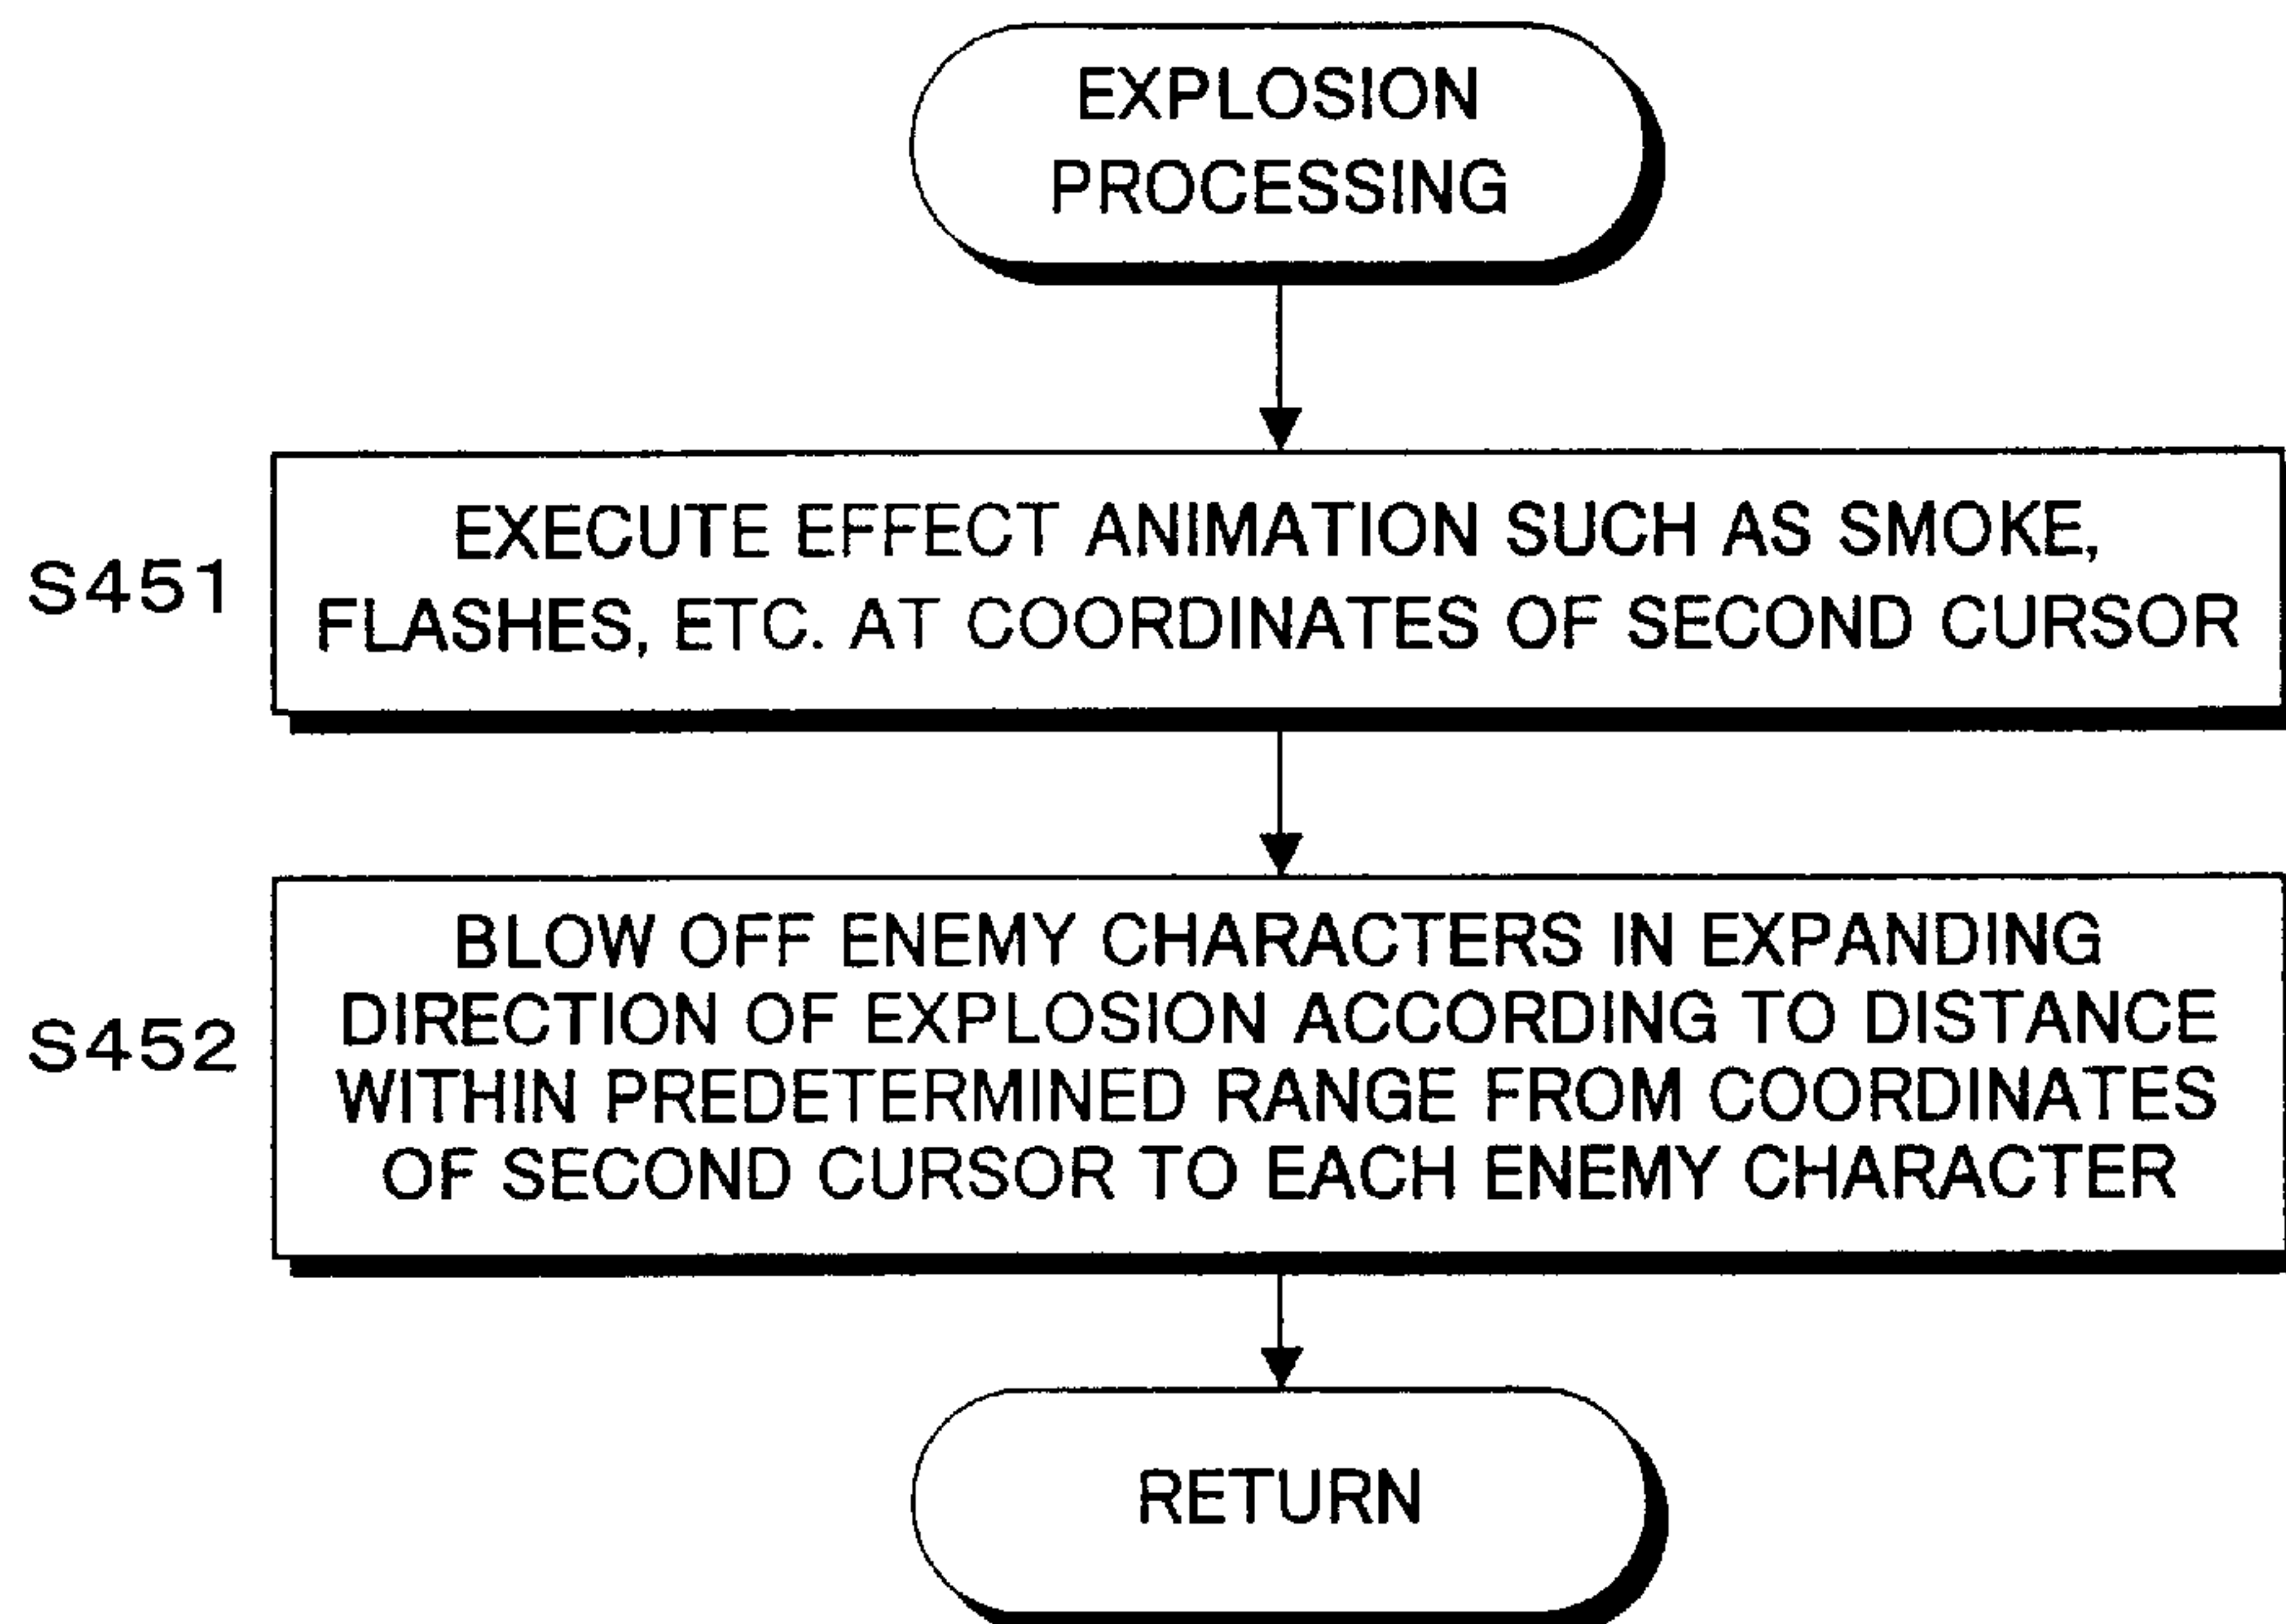 EXPLOSION
PROCESSING
S451
EXECUTE EFFECT ANIMATION SUCH AS SMOKE,
FLASHES, ETC. AT COORDINATES OF SECOND CURSOR
S452
BLOW OFF ENEMY CHARACTERS IN EXPANDING
DIRECTION OF EXPLOSION ACCORDING TO DISTANCE
WITHIN PREDETERMINED RANGE FROM COORDINATES
OF SECOND CURSOR TO EACH ENEMY CHARACTER
RETURN